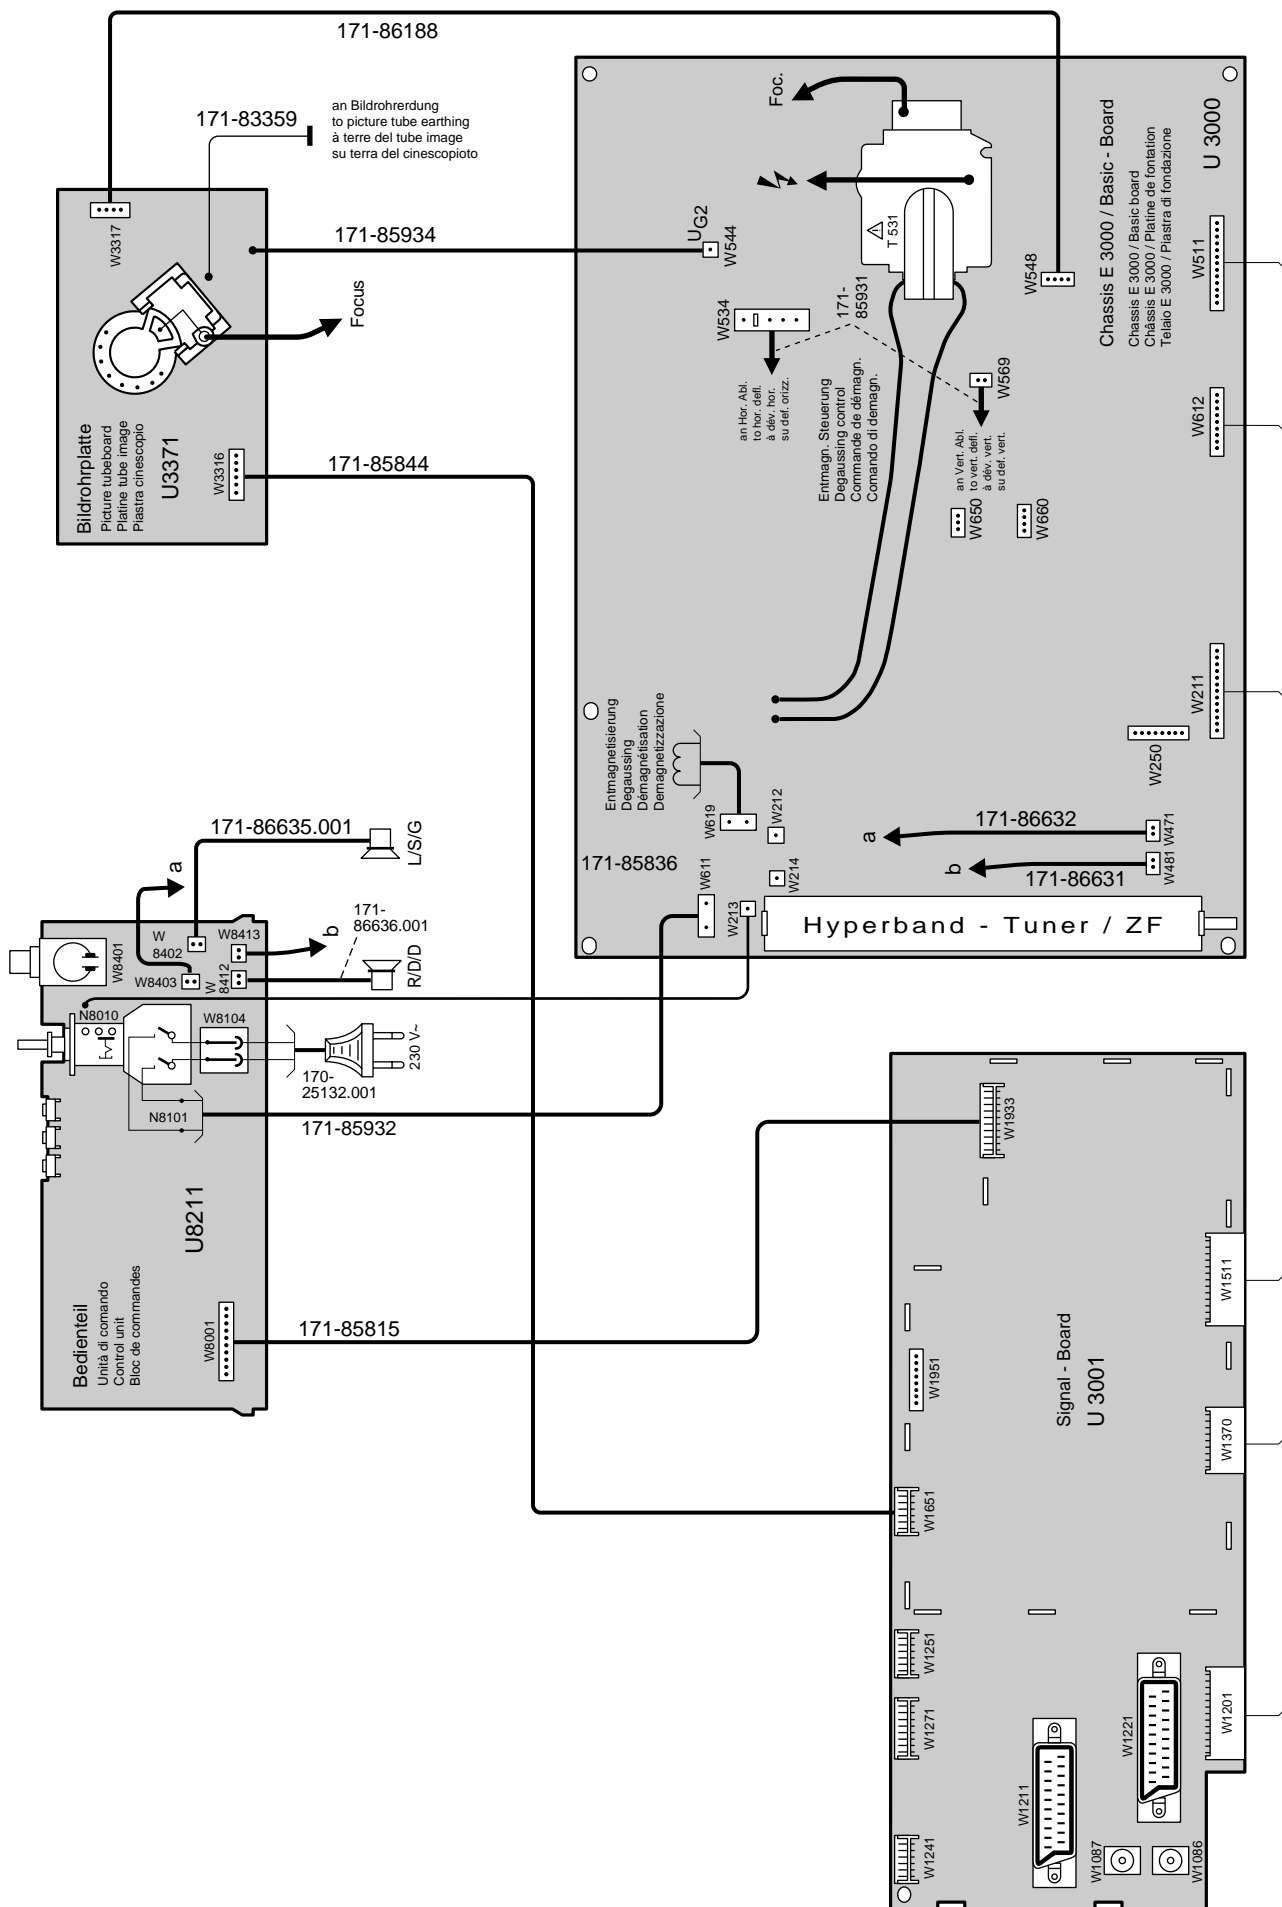 171-86188
171-83359
an Bildrohrerdung
to picture tube earthing
à terre del tube image
su terra del cinescopioto
W3317
171-85934
Focus
Bildrohrplatte
Picture tubeboard
Platine tube image
Piastra cinescopio
U3371
W3316
171-85844
Foc.
UG2
W544
T 531
W534
171-
85931
an Hor. Abl.
to hor. defl.
à dév. hor.
su def. orizz.
Entmagn. Steuerung
Degaussing control
Commande de démagn.
Comando di demagn.
W569
an Vert. Abl.
to vert. defl.
à dév. vert.
su def. vert.
W650
W660
W548
Chassis E 3000 / Basic - Board
Chassis E 3000 / Basic board
Châssis E 3000 / Platine de fontation
Telaio E 3000 / Piastra di fondazione
U 3000
W511
W612
W211
W250
Entmagnetisierung
Degaussing
Démagnétisation
Demagnetizzazione
W619
W212
171-85836
W611
W214
W213
a
171-86632
W471
b
171-86631
W481
Hyperband - Tuner / ZF
171-86635.001
L/S/G
a
W
8402
W8413
W8401
W8403
W
8412
b
171-
86636.001
R/D/D
N8010
W8104
230 V~
170-
25132.001
N8101
171-85932
U8211
Bedienteil
Unità di comando
Control unit
Bloc de commandes
W8001
171-85815
W1933
W1511
W1951
Signal - Board
U 3001
W1370
W1651
W1251
W1271
W1201
W1221
W1211
W1241
W1087
W1086